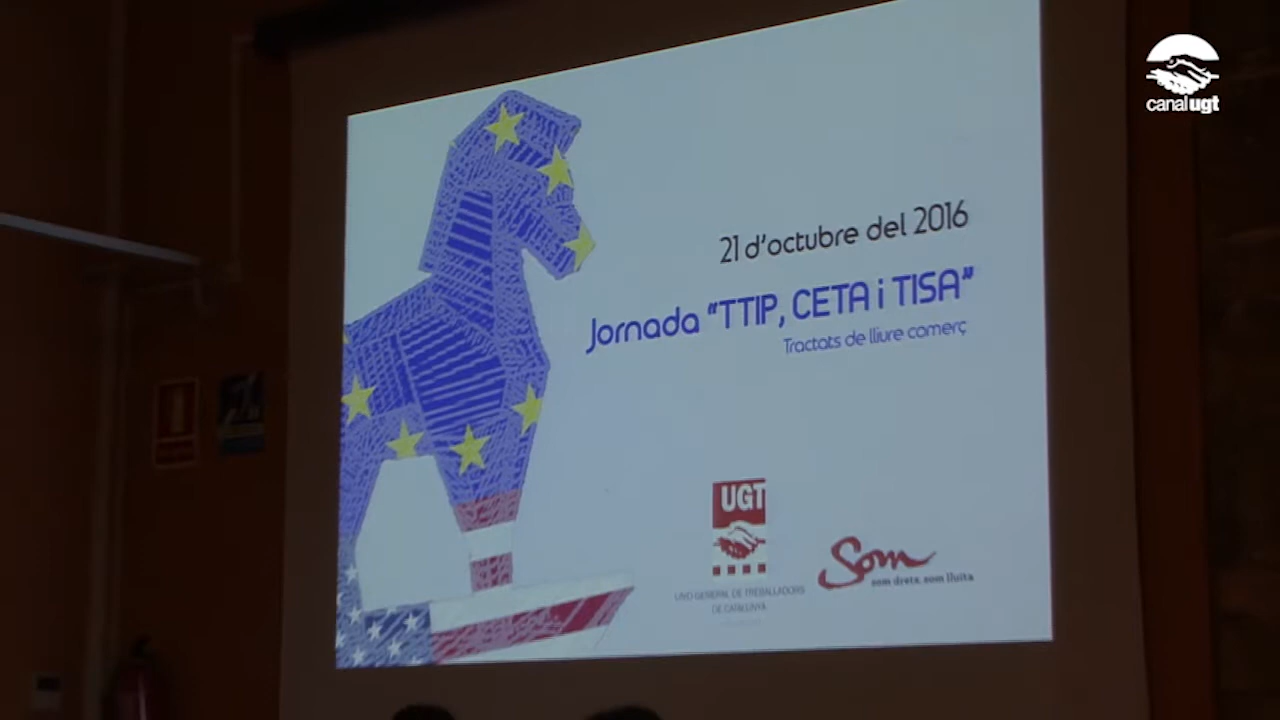 canalugt
21 d'octubre del 2016
Jornada "TTIP, CETA i TISA"
Tractats de lliure comerç
UGT
UNIÓ GENERAL DE TREBALLADORS
DE CATALUNYA
Som
som drets, som lluita